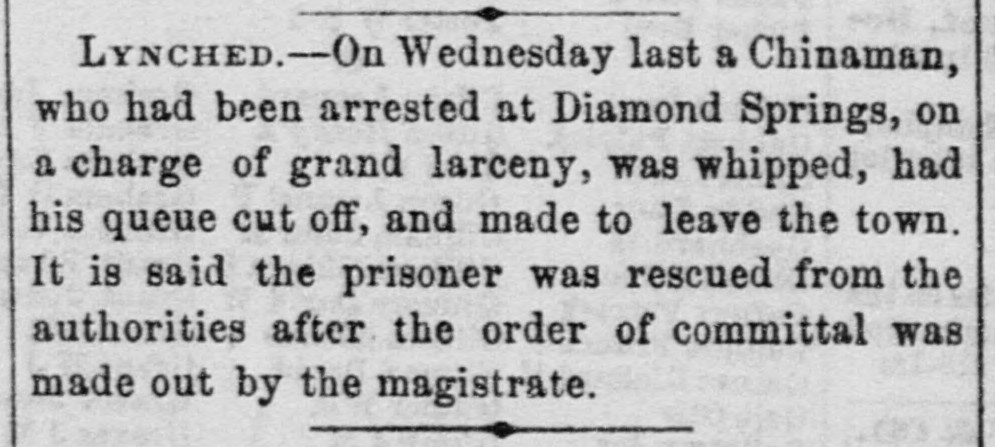 LYNCHED.—On Wednesday last a Chinaman,
who had been arrested at Diamond Springs, on
a charge of grand larceny, was whipped, had
his queue cut off, and made to leave the town.
It is said the prisoner was rescued from the
authorities after the order of committal was
made out by the magistrate.